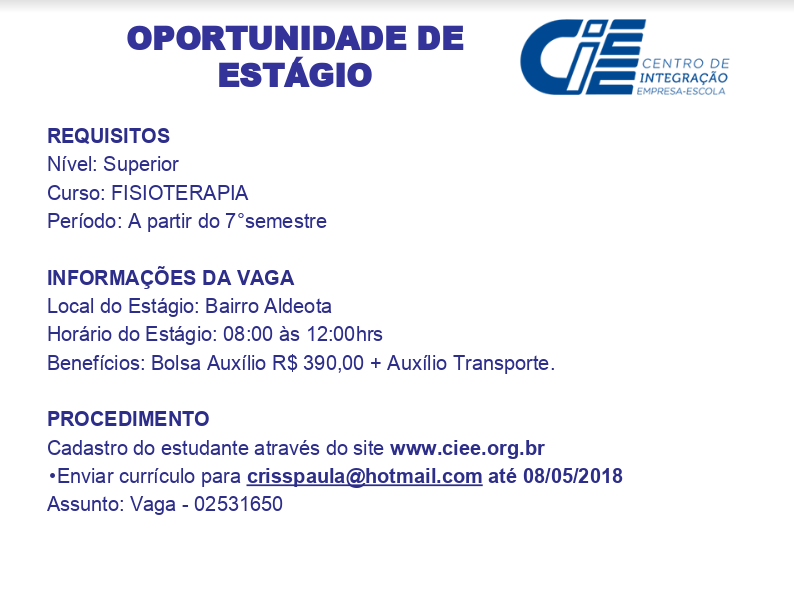 OPORTUNIDADE DE
ESTÁGIO
CIEE
CENTRO DE
INTEGRAÇÃO
EMPRESA-ESCOLA
REQUISITOS
Nível: Superior
Curso: FISIOTERAPIA
Período: A partir do 7°semestre
INFORMAÇÕES DA VAGA
Local do Estágio: Bairro Aldeota
Horário do Estágio: 08:00 às 12:00hrs
Benefícios: Bolsa Auxílio R$ 390,00 + Auxílio Transporte.
PROCEDIMENTO
Cadastro do estudante através do site www.ciee.org.br
•Enviar currículo para crisspaula@hotmail.com até 08/05/2018
Assunto: Vaga - 02531650